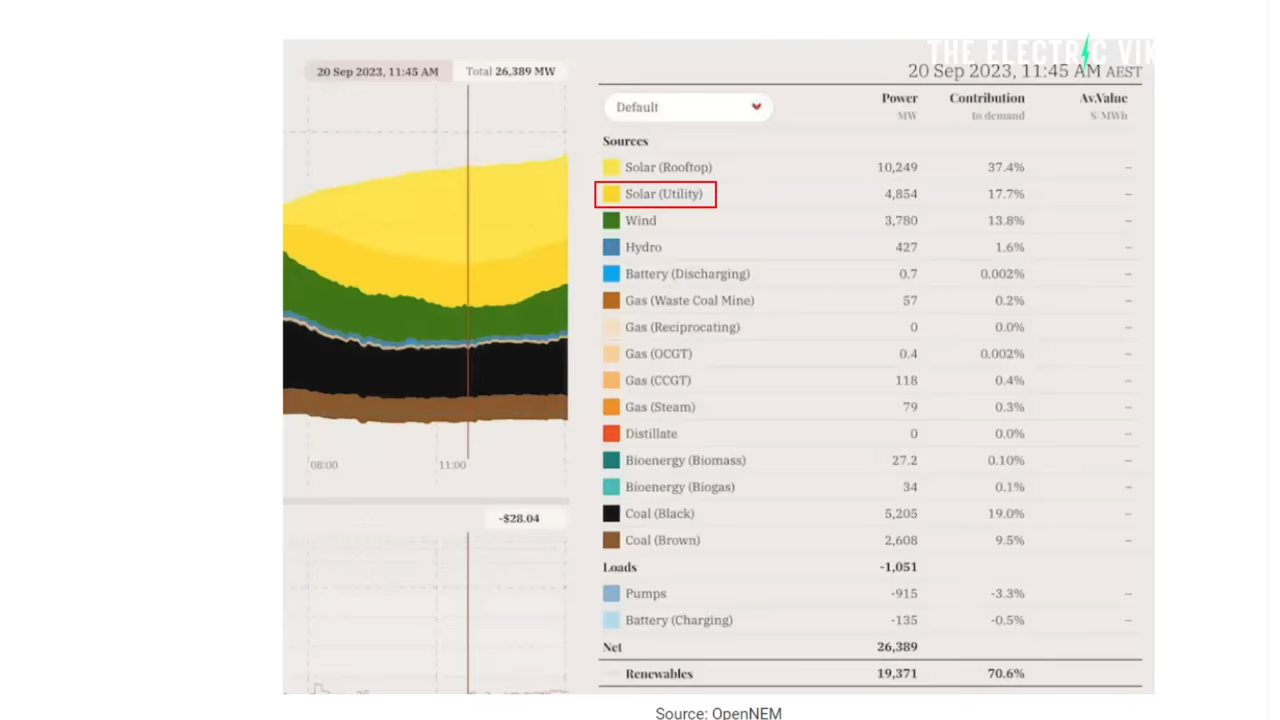 THE ELECTRIC VIK
20 Sep 2023, 11:45 AM Total 26,389 MW
20 Sep 2023, 11:45 AM AEST
Default Power Contribution Av.Value
MW to demand $/MWh
Sources
Solar (Rooftop) 10,249 37.4% –
Solar (Utility) 4,854 17.7% –
Wind 3,780 13.8% –
Hydro 427 1.6% –
Battery (Discharging) 0.7 0.002% –
Gas (Waste Coal Mine) 57 0.2% –
Gas (Reciprocating) 0 0.0% –
Gas (OCGT) 0.4 0.002% –
Gas (CCGT) 118 0.4% –
Gas (Steam) 79 0.3% –
Distillate 0 0.0% –
Bioenergy (Biomass) 27.2 0.10% –
Bioenergy (Biogas) 34 0.1% –
Coal (Black) 5,205 19.0% –
Coal (Brown) 2,608 9.5% –
Loads -1,051
Pumps -915 -3.3% –
Battery (Charging) -135 -0.5% –
Net 26,389
Renewables 19,371 70.6%
08:00 11:00
-$28.04
Source: OpenNEM